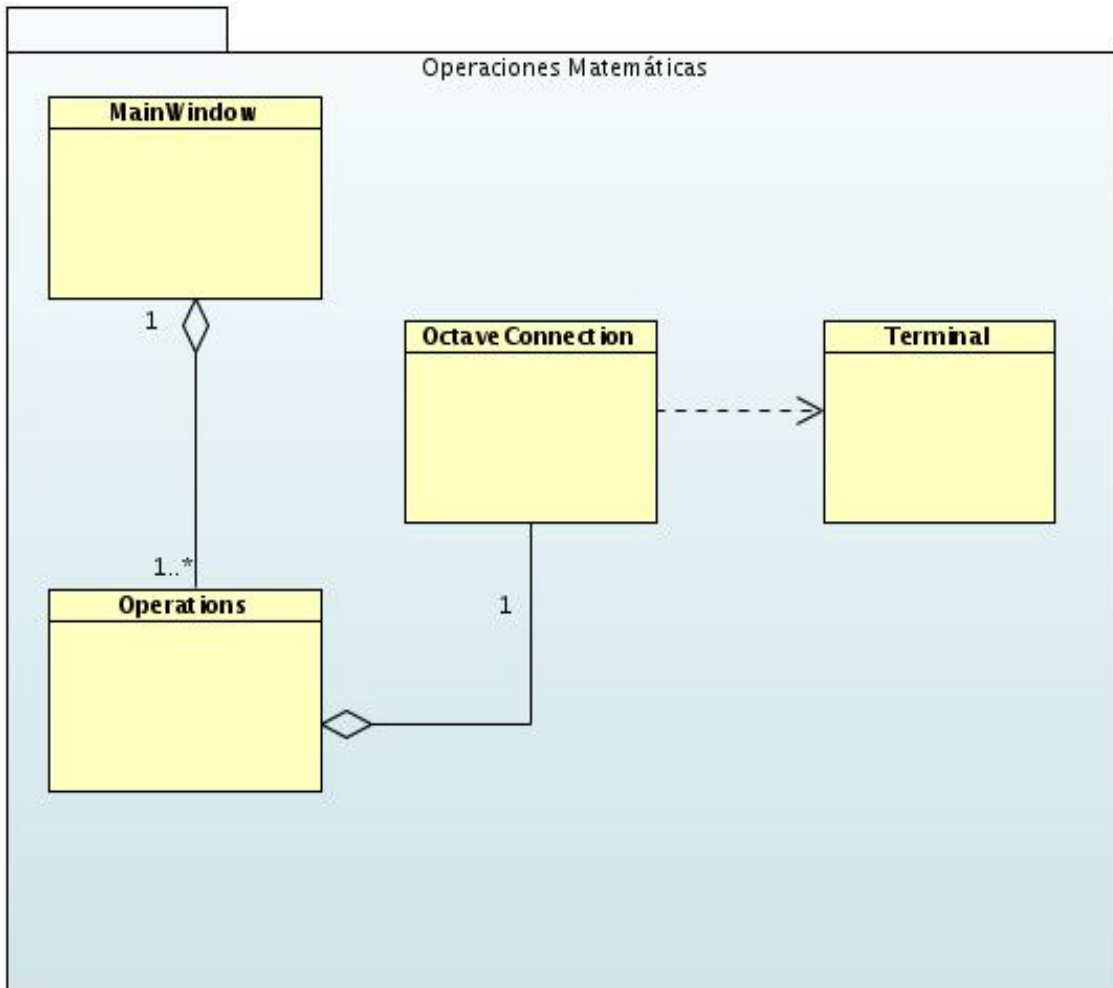 Operaciones Matemáticas
MainWindow
1
OctaveConnection
Terminal
1..*
Operations
1